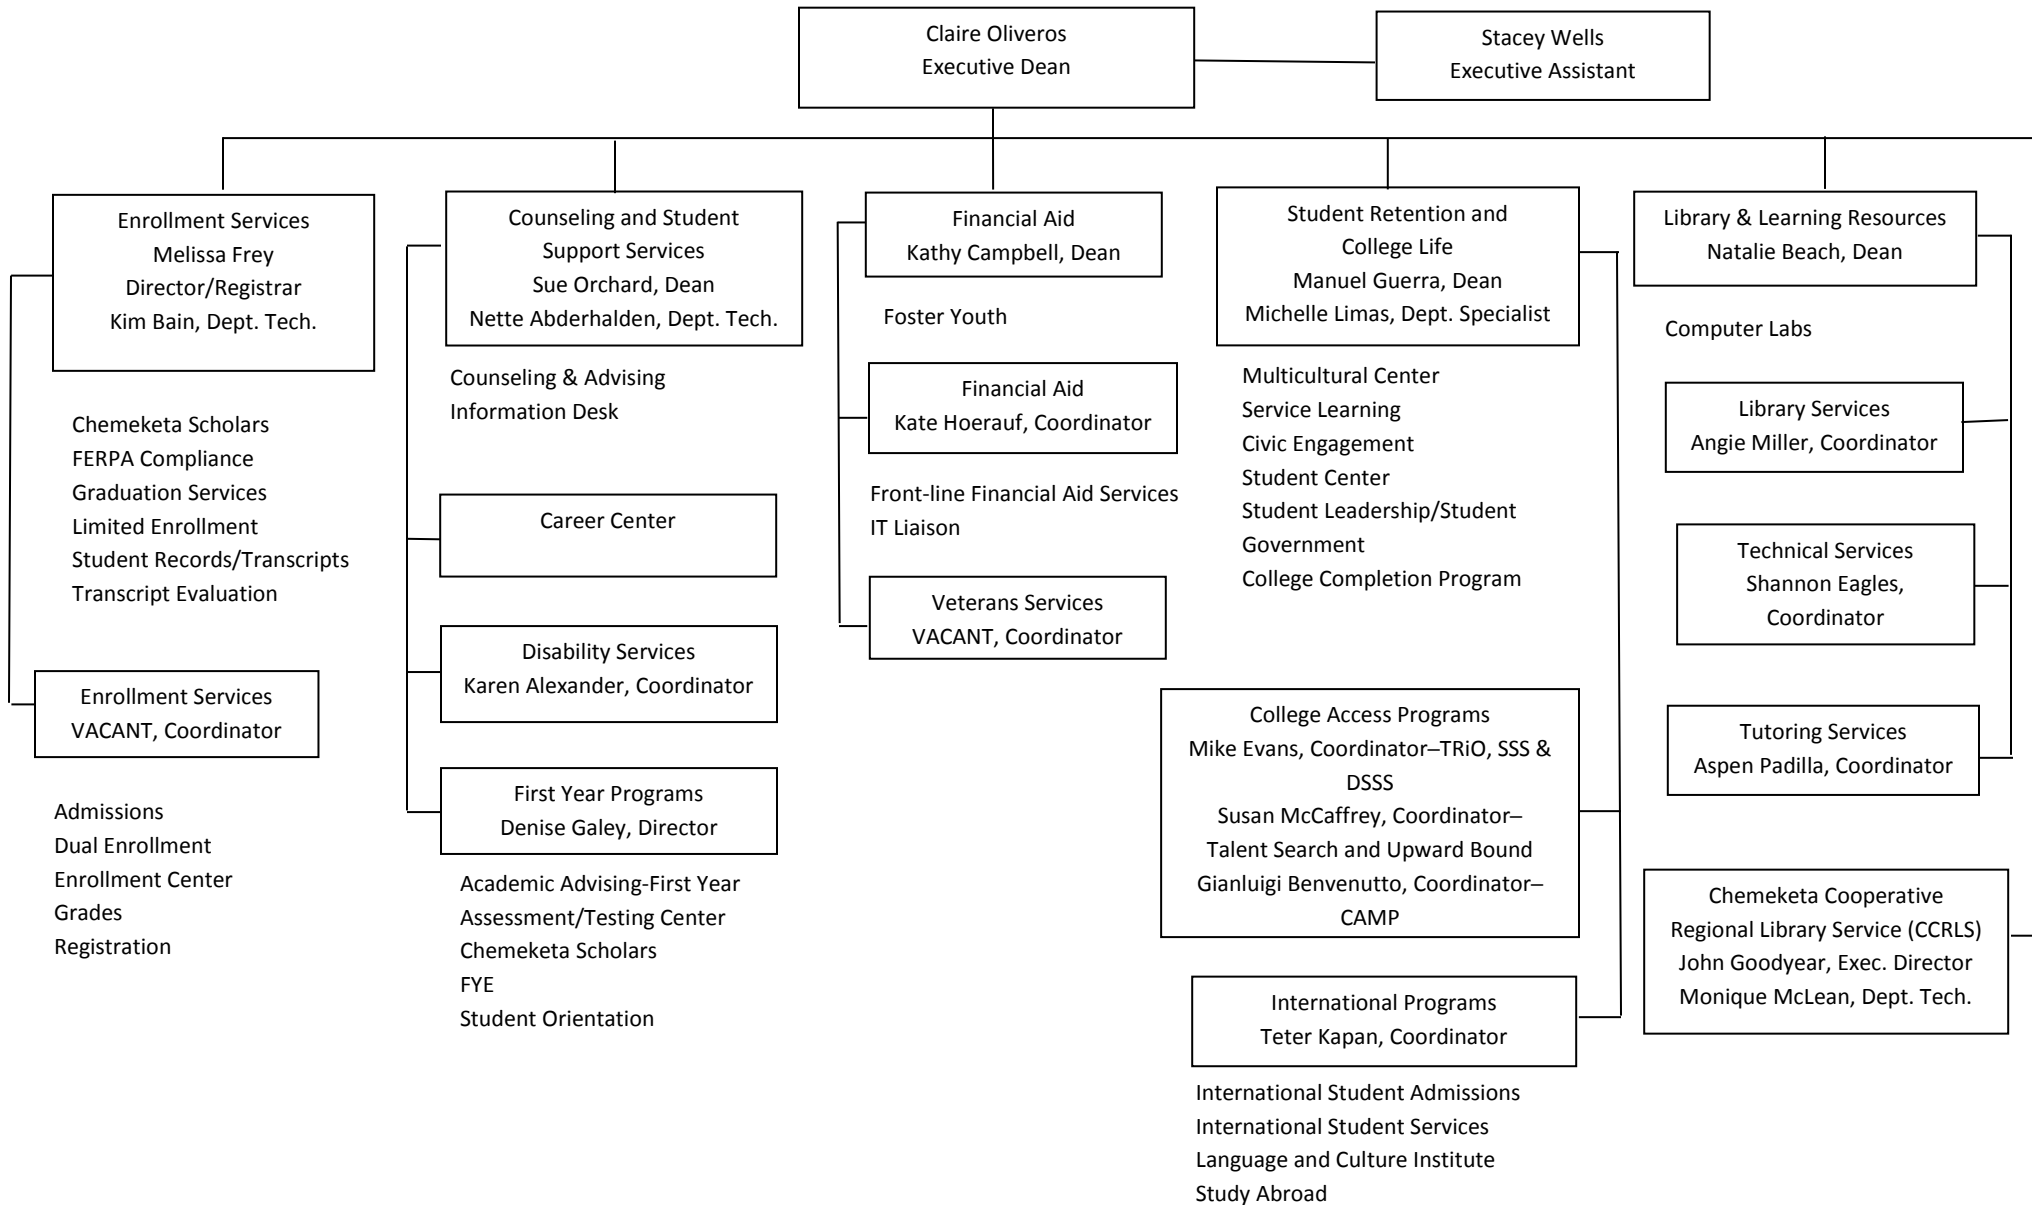 Claire Oliveros
Executive Dean
Stacey Wells
Executive Assistant
Enrollment Services
Melissa Frey
Director/Registrar
Kim Bain, Dept. Tech.
Chemeketa Scholars
FERPA Compliance
Graduation Services
Limited Enrollment
Student Records/Transcripts
Transcript Evaluation
Enrollment Services
VACANT, Coordinator
Admissions
Dual Enrollment
Enrollment Center
Grades
Registration
Counseling and Student
Support Services
Sue Orchard, Dean
Nette Abderhalden, Dept. Tech.
Counseling & Advising
Information Desk
Career Center
Disability Services
Karen Alexander, Coordinator
First Year Programs
Denise Galey, Director
Academic Advising-First Year
Assessment/Testing Center
Chemeketa Scholars
FYE
Student Orientation
Financial Aid
Kathy Campbell, Dean
Foster Youth
Financial Aid
Kate Hoerauf, Coordinator
Front-line Financial Aid Services
IT Liaison
Veterans Services
VACANT, Coordinator
Student Retention and
College Life
Manuel Guerra, Dean
Michelle Limas, Dept. Specialist
Multicultural Center
Service Learning
Civic Engagement
Student Center
Student Leadership/Student
Government
College Completion Program
College Access Programs
Mike Evans, Coordinator–TRiO, SSS &
DSSS
Susan McCaffrey, Coordinator–
Talent Search and Upward Bound
Gianluigi Benvenutto, Coordinator–
CAMP
International Programs
Teter Kapan, Coordinator
International Student Admissions
International Student Services
Language and Culture Institute
Study Abroad
Library & Learning Resources
Natalie Beach, Dean
Computer Labs
Library Services
Angie Miller, Coordinator
Technical Services
Shannon Eagles,
Coordinator
Tutoring Services
Aspen Padilla, Coordinator
Chemeketa Cooperative
Regional Library Service (CCRLS)
John Goodyear, Exec. Director
Monique McLean, Dept. Tech.